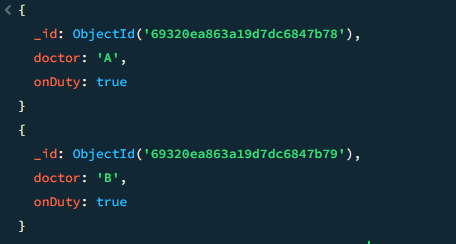 {
_id: ObjectId('69320ea863a19d7dc6847b78'),
doctor: 'A',
onDuty: true
}
{
_id: ObjectId('69320ea863a19d7dc6847b79'),
doctor: 'B',
onDuty: true
}